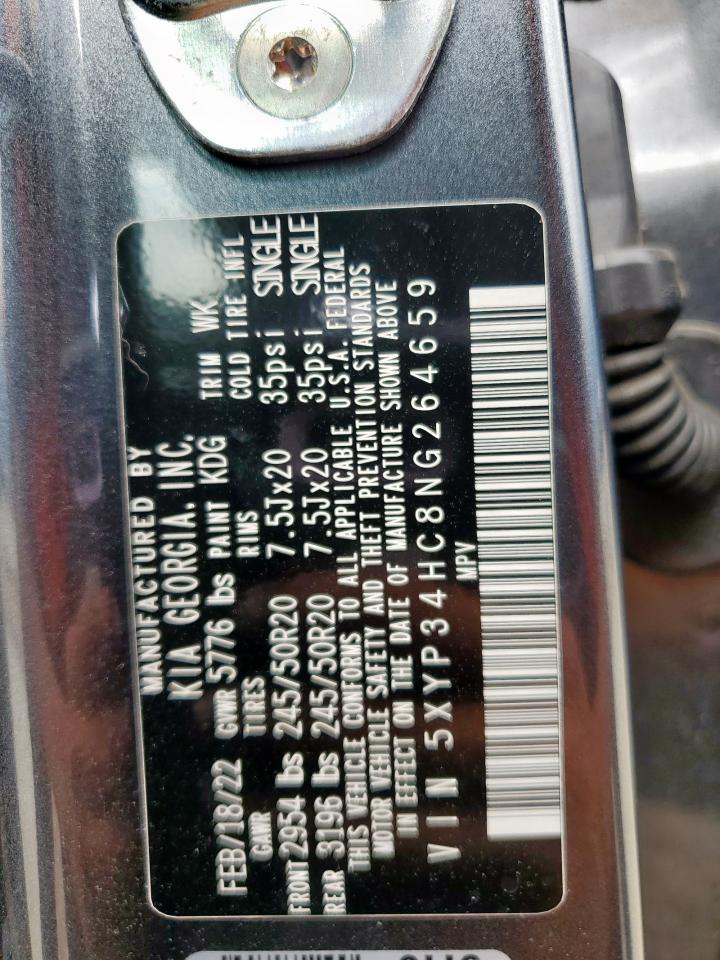 MANUFACTURED BY
KIA GEORGIA. INC.
FEB/18/22 GVWR 5776 lbs PAINT KDG TRIM WK
GAWR TIRES RIMS COLD TIRE INFL
FRONT 2954 lbs 245/50R20 7.5Jx20 35psi SINGLE
REAR 3196 lbs 245/50R20 7.5Jx20 35psi SINGLE
THIS VEHICLE CONFORMS TO ALL APPLICABLE U.S.A. FEDERAL
MOTOR VEHICLE SAFETY AND THEFT PREVENTION STANDARDS
IN EFFECT ON THE DATE OF MANUFACTURE SHOWN ABOVE
VIN 5XYP34HC8NG264659
MPV